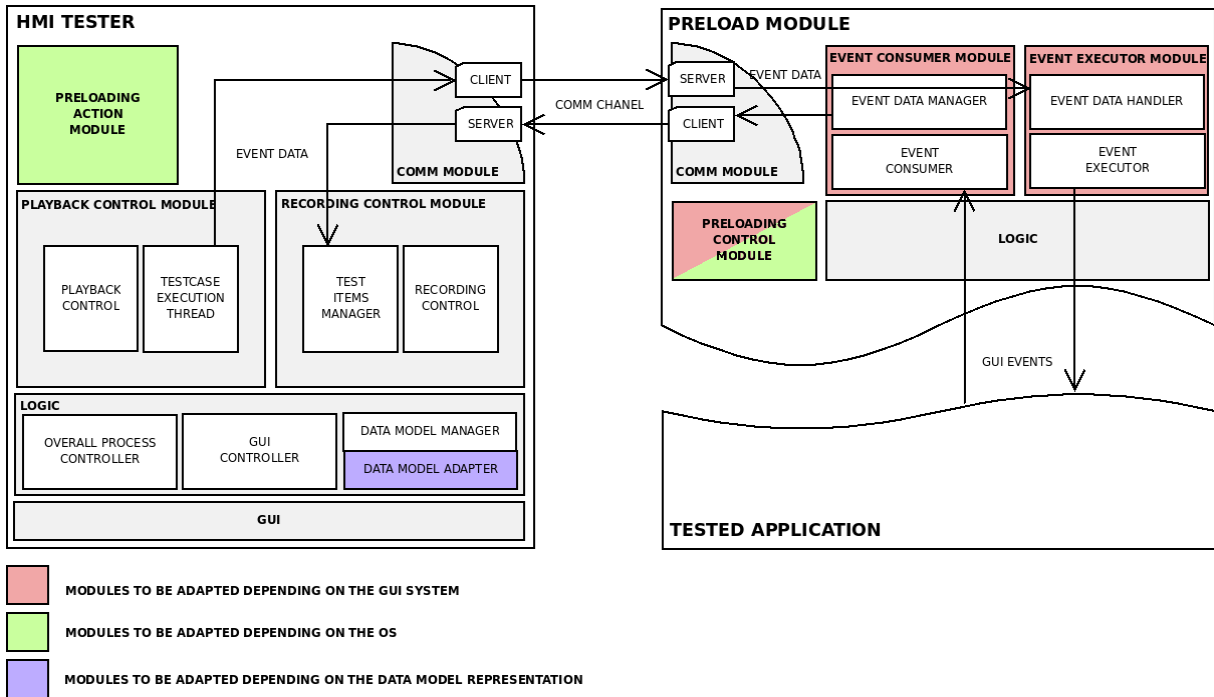 HMI TESTER
PRELOADING
ACTION
MODULE
CLIENT
SERVER
COMM MODULE
EVENT DATA
PLAYBACK CONTROL MODULE
PLAYBACK
CONTROL
TESTCASE
EXECUTION
THREAD
RECORDING CONTROL MODULE
TEST
ITEMS
MANAGER
RECORDING
CONTROL
LOGIC
OVERALL PROCESS
CONTROLLER
GUI
CONTROLLER
DATA MODEL MANAGER
DATA MODEL ADAPTER
GUI
COMM CHANEL
PRELOAD MODULE
SERVER
CLIENT
COMM MODULE
EVENT DATA
EVENT CONSUMER MODULE
EVENT DATA MANAGER
EVENT
CONSUMER
EVENT EXECUTOR MODULE
EVENT DATA HANDLER
EVENT
EXECUTOR
PRELOADING
CONTROL
MODULE
LOGIC
GUI EVENTS
TESTED APPLICATION
MODULES TO BE ADAPTED DEPENDING ON THE GUI SYSTEM
MODULES TO BE ADAPTED DEPENDING ON THE OS
MODULES TO BE ADAPTED DEPENDING ON THE DATA MODEL REPRESENTATION